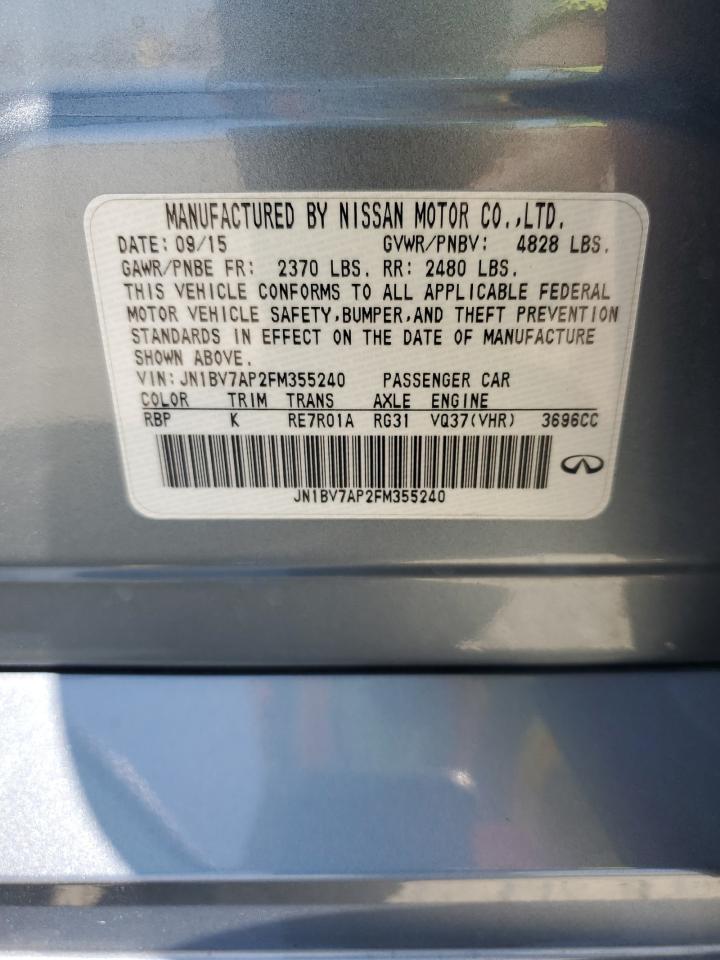 MANUFACTURED BY NISSAN MOTOR CO.,LTD.
DATE: 09/15 GVWR/PNBV: 4828 LBS.
GAWR/PNBE FR: 2370 LBS. RR: 2480 LBS.
THIS VEHICLE CONFORMS TO ALL APPLICABLE FEDERAL
MOTOR VEHICLE SAFETY,BUMPER,AND THEFT PREVENTION
STANDARDS IN EFFECT ON THE DATE OF MANUFACTURE
SHOWN ABOVE.
VIN: JN1BV7AP2FM355240 PASSENGER CAR
COLOR TRIM TRANS AXLE ENGINE
RBP K RE7R01A RG31 VQ37(VHR) 3696CC
JN1BV7AP2FM355240